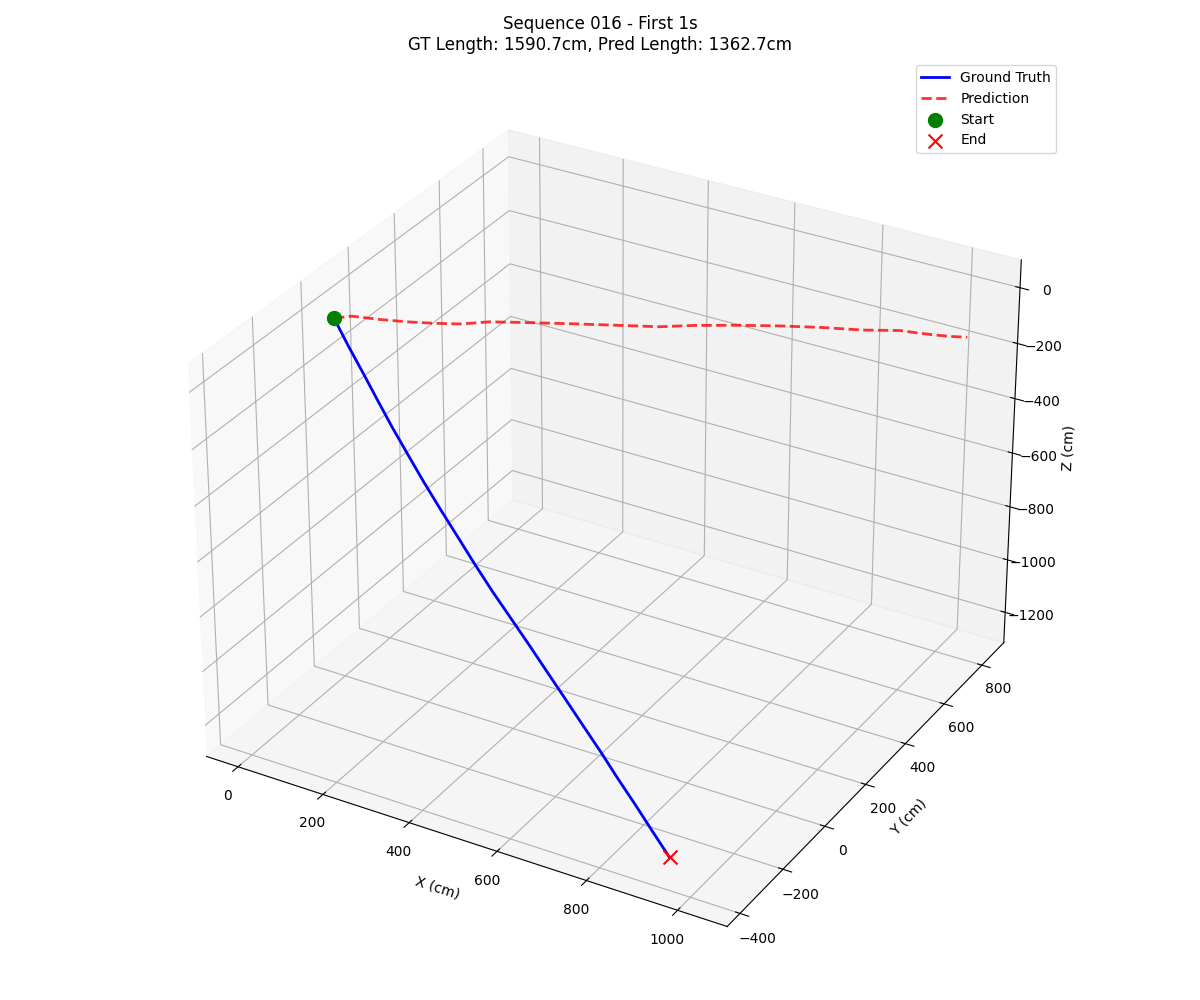 Sequence 016 - First 1s
GT Length: 1590.7cm, Pred Length: 1362.7cm
Ground Truth
Prediction
Start
End
0
−200
−400
−600
−800
−1000
−1200
Z (cm)
0
200
400
600
800
1000
X (cm)
−400
−200
0
200
400
600
800
Y (cm)